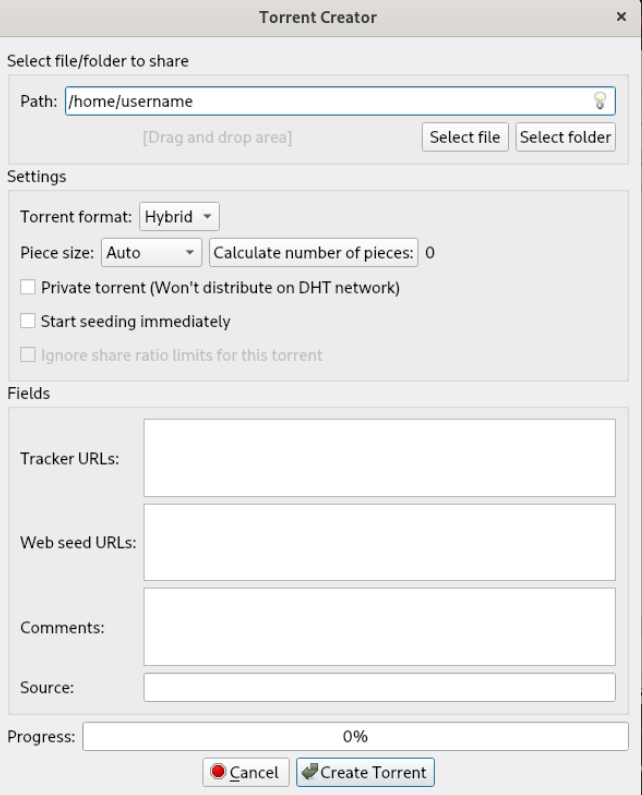 Torrent Creator
Select file/folder to share
Path: /home/username
[Drag and drop area] Select file Select folder
Settings
Torrent format: Hybrid
Piece size: Auto Calculate number of pieces: 0
Private torrent (Won't distribute on DHT network)
Start seeding immediately
Ignore share ratio limits for this torrent
Fields
Tracker URLs:
Web seed URLs:
Comments:
Source:
Progress: 0%
Cancel Create Torrent